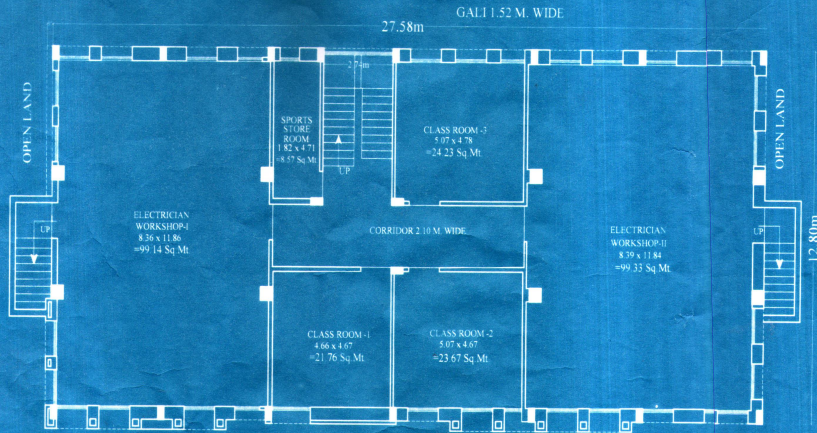 GALI 1.52 M. WIDE
27.58m
OPEN LAND
2.74m
SPORTS
STORE
ROOM
1.82 x 4.71
=8.57 Sq Mt
UP
CLASS ROOM -3
5.07 x 4.78
=24.23 Sq Mt
OPEN LAND
UP
ELECTRICIAN
WORKSHOP-I
8.36 x 11.86
=99.14 Sq Mt
CORRIDOR 2.10 M. WIDE
ELECTRICIAN
WORKSHOP-II
8.39 x 11.84
=99.33 Sq.Mt
UP
12.80m
CLASS ROOM -1
4.66 x 4.67
=21.76 Sq.Mt
CLASS ROOM -2
5.07 x 4.67
=23.67 Sq.Mt